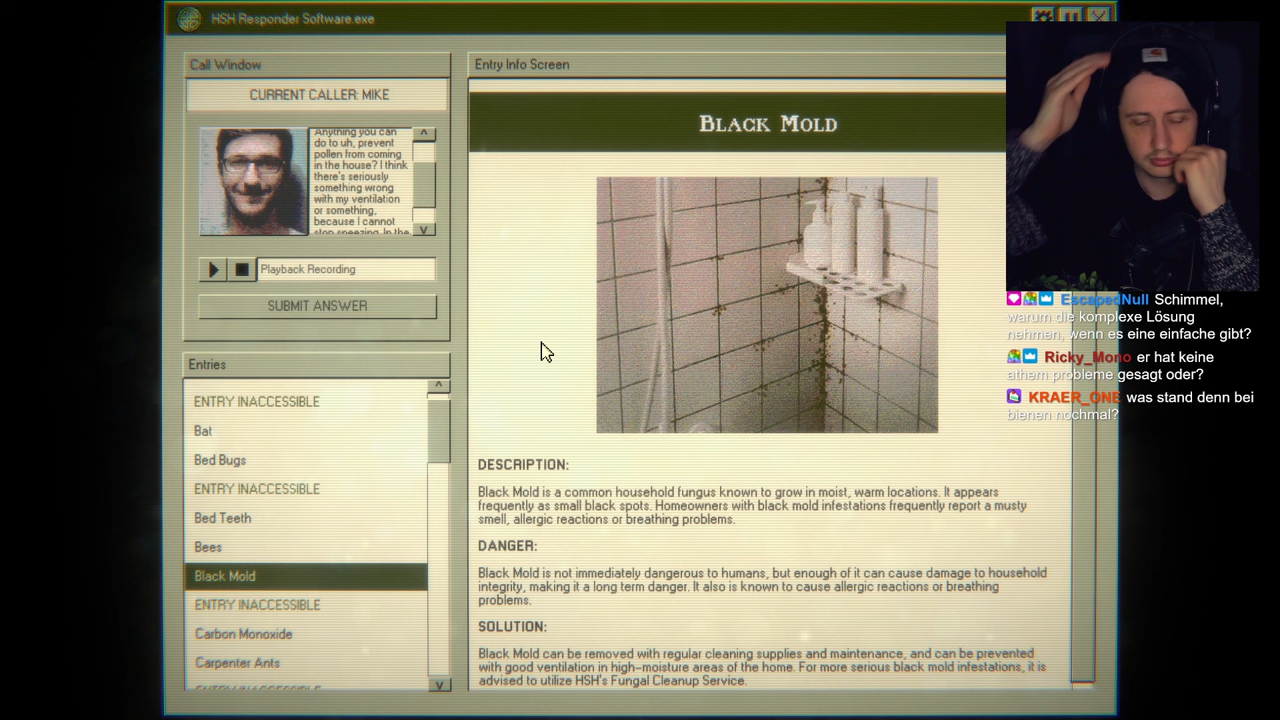 HSH Responder Software.exe
Call Window
CURRENT CALLER: MIKE
Anything you can
do to uh, prevent
pollen from coming
in the house? I think
there's seriously
something wrong
with my ventilation
or something,
because I cannot
stop sneezing. In the
Playback Recording
SUBMIT ANSWER
Entries
ENTRY INACCESSIBLE
Bat
Bed Bugs
ENTRY INACCESSIBLE
Bed Teeth
Bees
Black Mold
ENTRY INACCESSIBLE
Carbon Monoxide
Carpenter Ants
ENTRY INACCESSIBLE
Entry Info Screen
BLACK MOLD
DESCRIPTION:
Black Mold is a common household fungus known to grow in moist, warm locations. It appears
frequently as small black spots. Homeowners with black mold infestations frequently report a musty
smell, allergic reactions or breathing problems.
DANGER:
Black Mold is not immediately dangerous to humans, but enough of it can cause damage to household
integrity, making it a long term danger. It also is known to cause allergic reactions or breathing
problems.
SOLUTION:
Black Mold can be removed with regular cleaning supplies and maintenance, and can be prevented
with good ventilation in high-moisture areas of the home. For more serious black mold infestations, it is
advised to utilize HSH's Fungal Cleanup Service.
EscapedNull Schimmel,
warum die komplexe Lösung
nehmen, wenn es eine einfache gibt?
Ricky_Mono er hat keine
athem probleme gesagt oder?
KRAER_ONE was stand denn bei
bienen nochmal?